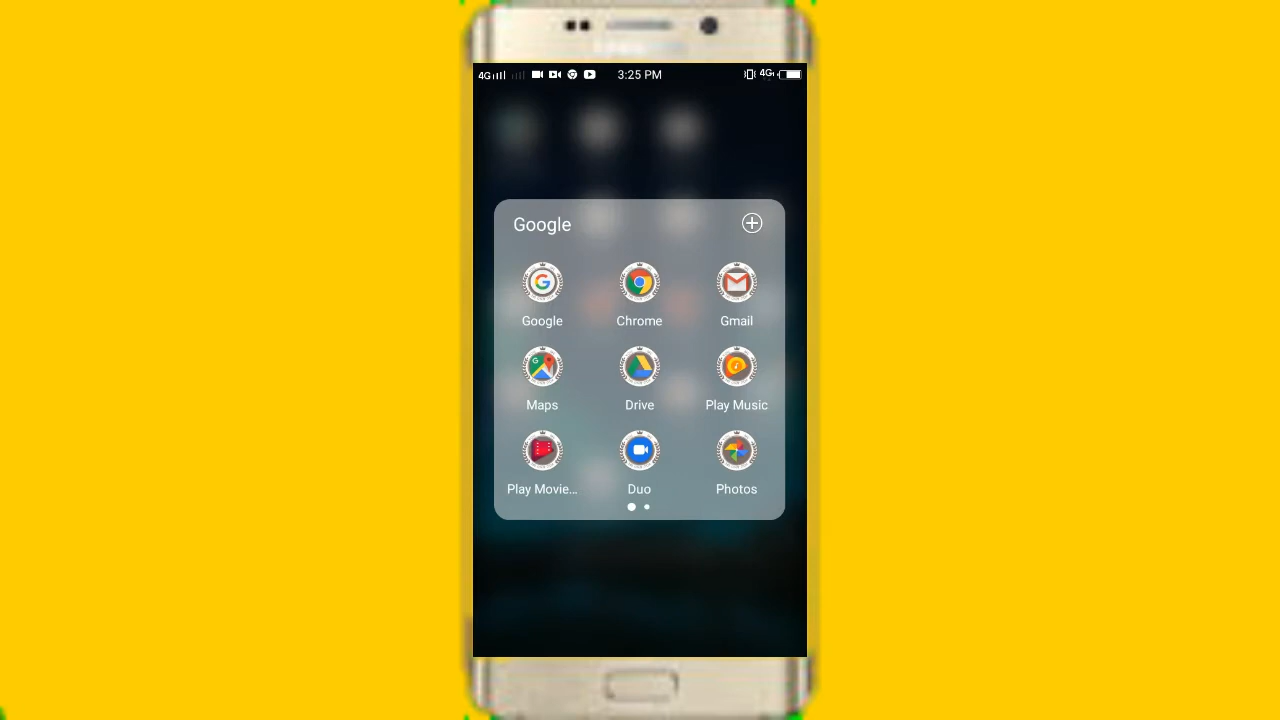 4G 3:25 PM 4G
Google
Google Chrome Gmail
Maps Drive Play Music
Play Movie... Duo Photos